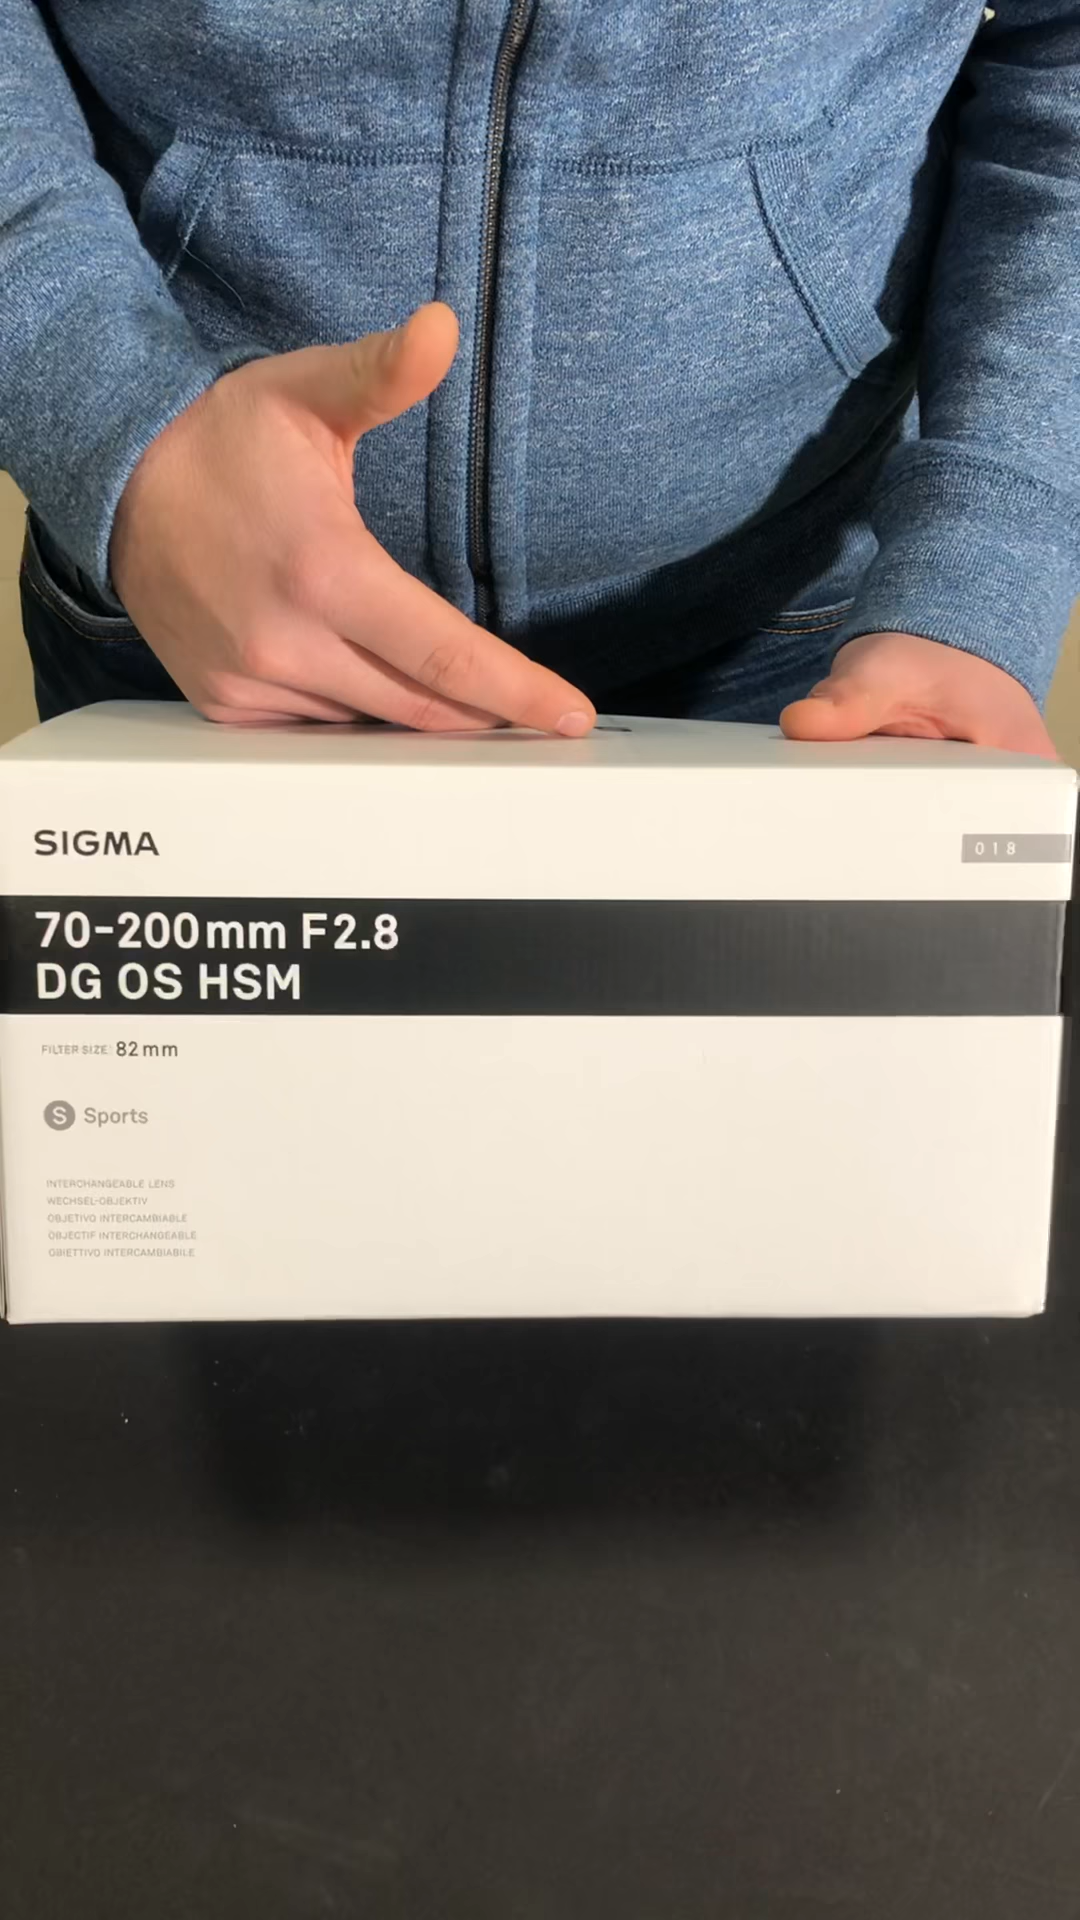 SIGMA
018
70-200mm F2.8
DG OS HSM
FILTER SIZE: 82mm
S Sports
INTERCHANGEABLE LENS
WECHSEL-OBJEKTIV
OBJETIVO INTERCAMBIABLE
OBJECTIF INTERCHANGEABLE
OBIETTIVO INTERCAMBIABILE